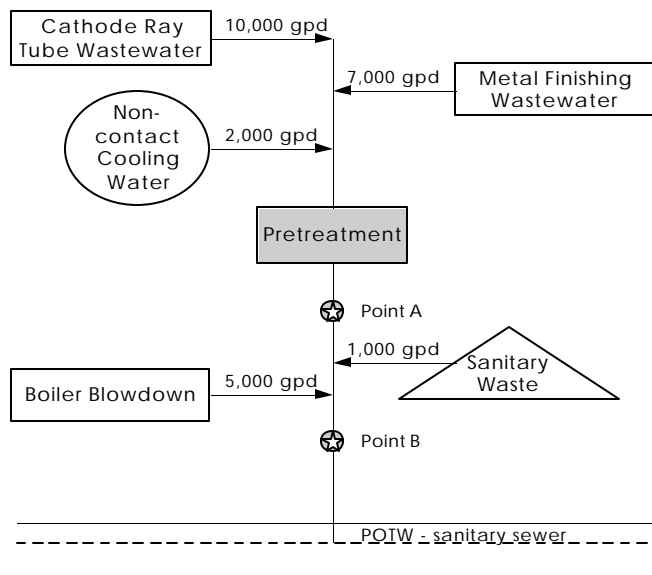 Cathode Ray
Tube Wastewater
10,000 gpd
7,000 gpd
Metal Finishing
Wastewater
Non-
contact
Cooling
Water
2,000 gpd
Pretreatment
Point A
1,000 gpd
Sanitary
Waste
Boiler Blowdown
5,000 gpd
Point B
POTW - sanitary sewer